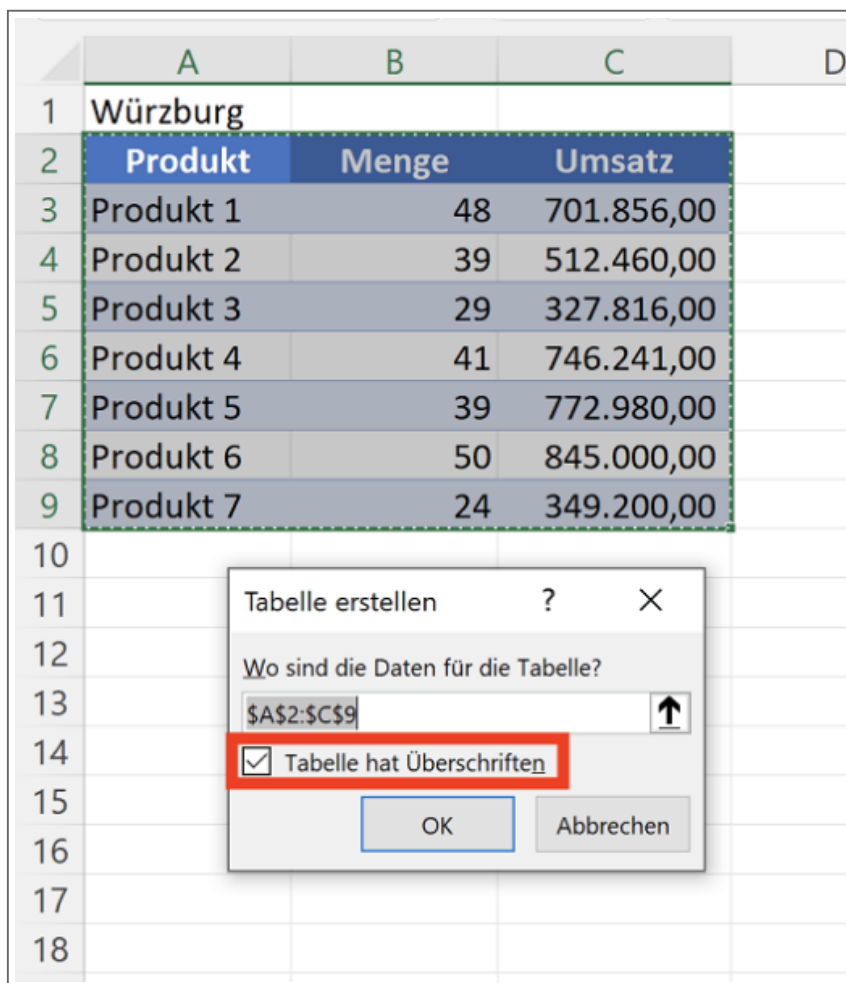 A B C D
1 Würzburg
2 Produkt Menge Umsatz
3 Produkt 1 48 701.856,00
4 Produkt 2 39 512.460,00
5 Produkt 3 29 327.816,00
6 Produkt 4 41 746.241,00
7 Produkt 5 39 772.980,00
8 Produkt 6 50 845.000,00
9 Produkt 7 24 349.200,00
10
11 Tabelle erstellen ?
12 Wo sind die Daten für die Tabelle?
13 $A$2:$C$9
14 Tabelle hat Überschriften
15 OK Abbrechen
16
17
18